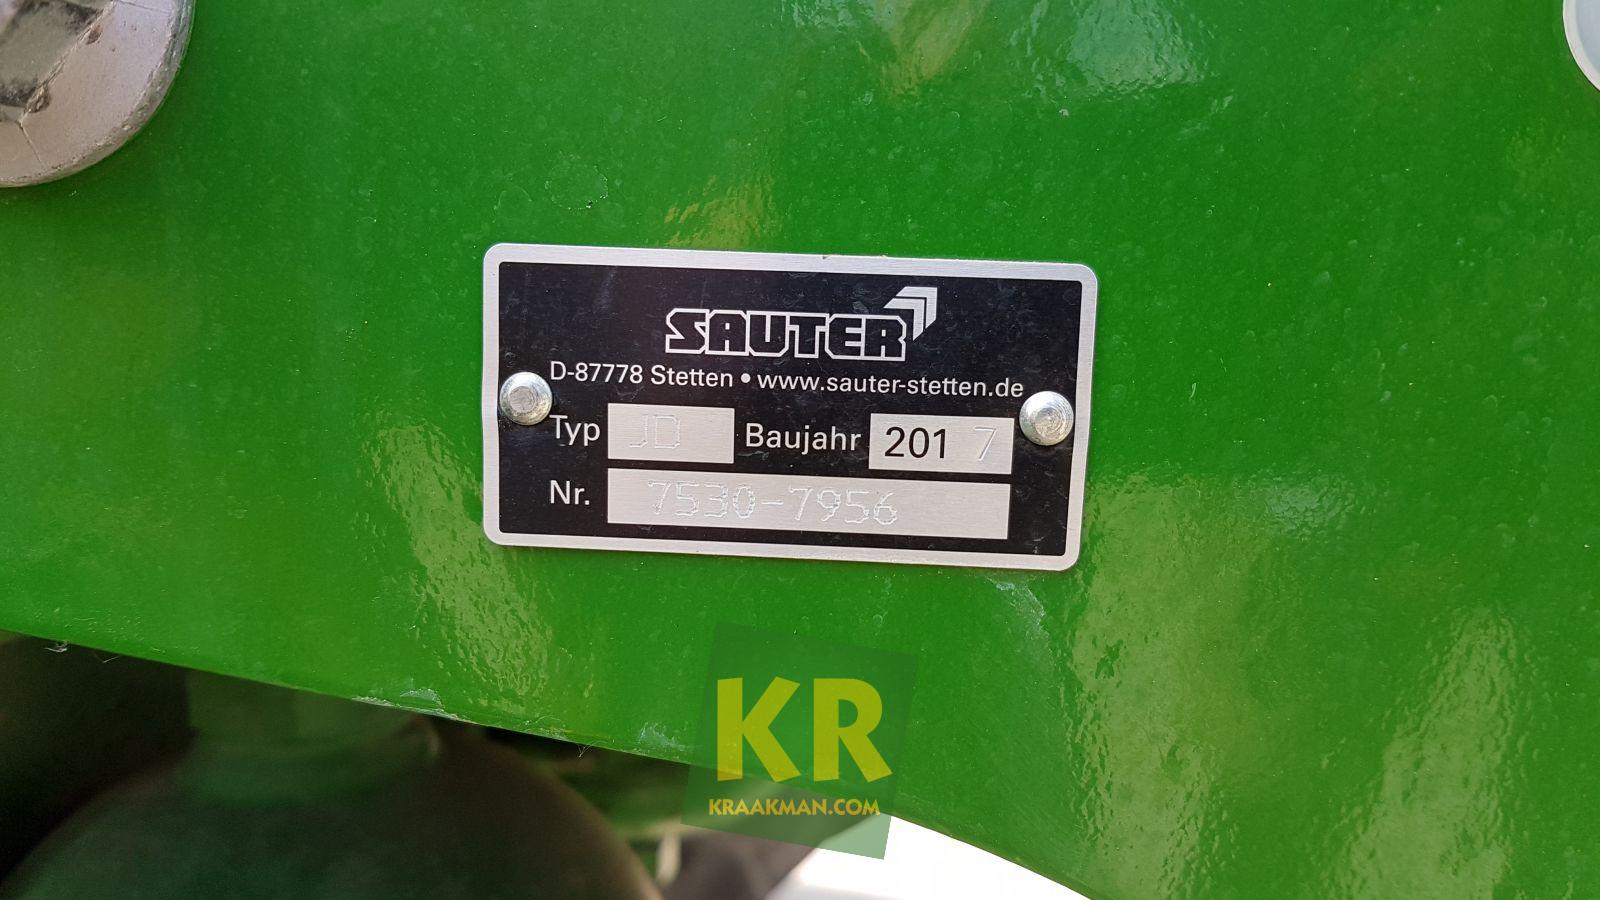 SAUTER
D-87778 Stetten • www.sauter-stetten.de
Typ JD Baujahr 2017
Nr. 7530-7956
KR
KRAAKMAN.COM